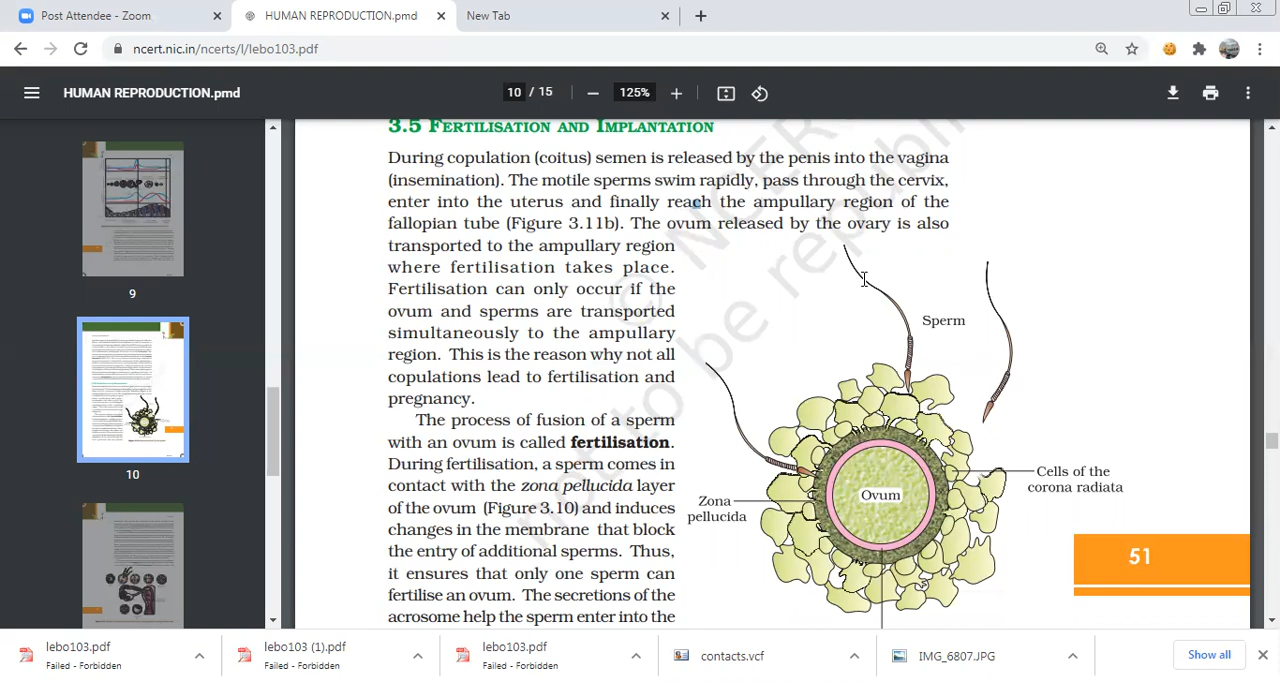 Post Attendee - Zoom
HUMAN REPRODUCTION.pmd
New Tab
ncert.nic.in/ncerts/l/lebo103.pdf
HUMAN REPRODUCTION.pmd
10 / 15
125%
9
10
3.5 FERTILISATION AND IMPLANTATION
During copulation (coitus) semen is released by the penis into the vagina
(insemination). The motile sperms swim rapidly, pass through the cervix,
enter into the uterus and finally reach the ampullary region of the
fallopian tube (Figure 3.11b). The ovum released by the ovary is also
transported to the ampullary region
where fertilisation takes place.
Fertilisation can only occur if the
ovum and sperms are transported
simultaneously to the ampullary
region. This is the reason why not all
copulations lead to fertilisation and
pregnancy.
The process of fusion of a sperm
with an ovum is called fertilisation.
During fertilisation, a sperm comes in
contact with the zona pellucida layer
of the ovum (Figure 3.10) and induces
changes in the membrane that block
the entry of additional sperms. Thus,
it ensures that only one sperm can
fertilise an ovum. The secretions of the
acrosome help the sperm enter into the
Sperm
Cells of the
corona radiata
Ovum
Zona
pellucida
51
© NCERT
not to be republi
lebo103.pdf
Failed - Forbidden
lebo103 (1).pdf
Failed - Forbidden
lebo103.pdf
Failed - Forbidden
contacts.vcf
IMG_6807.JPG
Show all